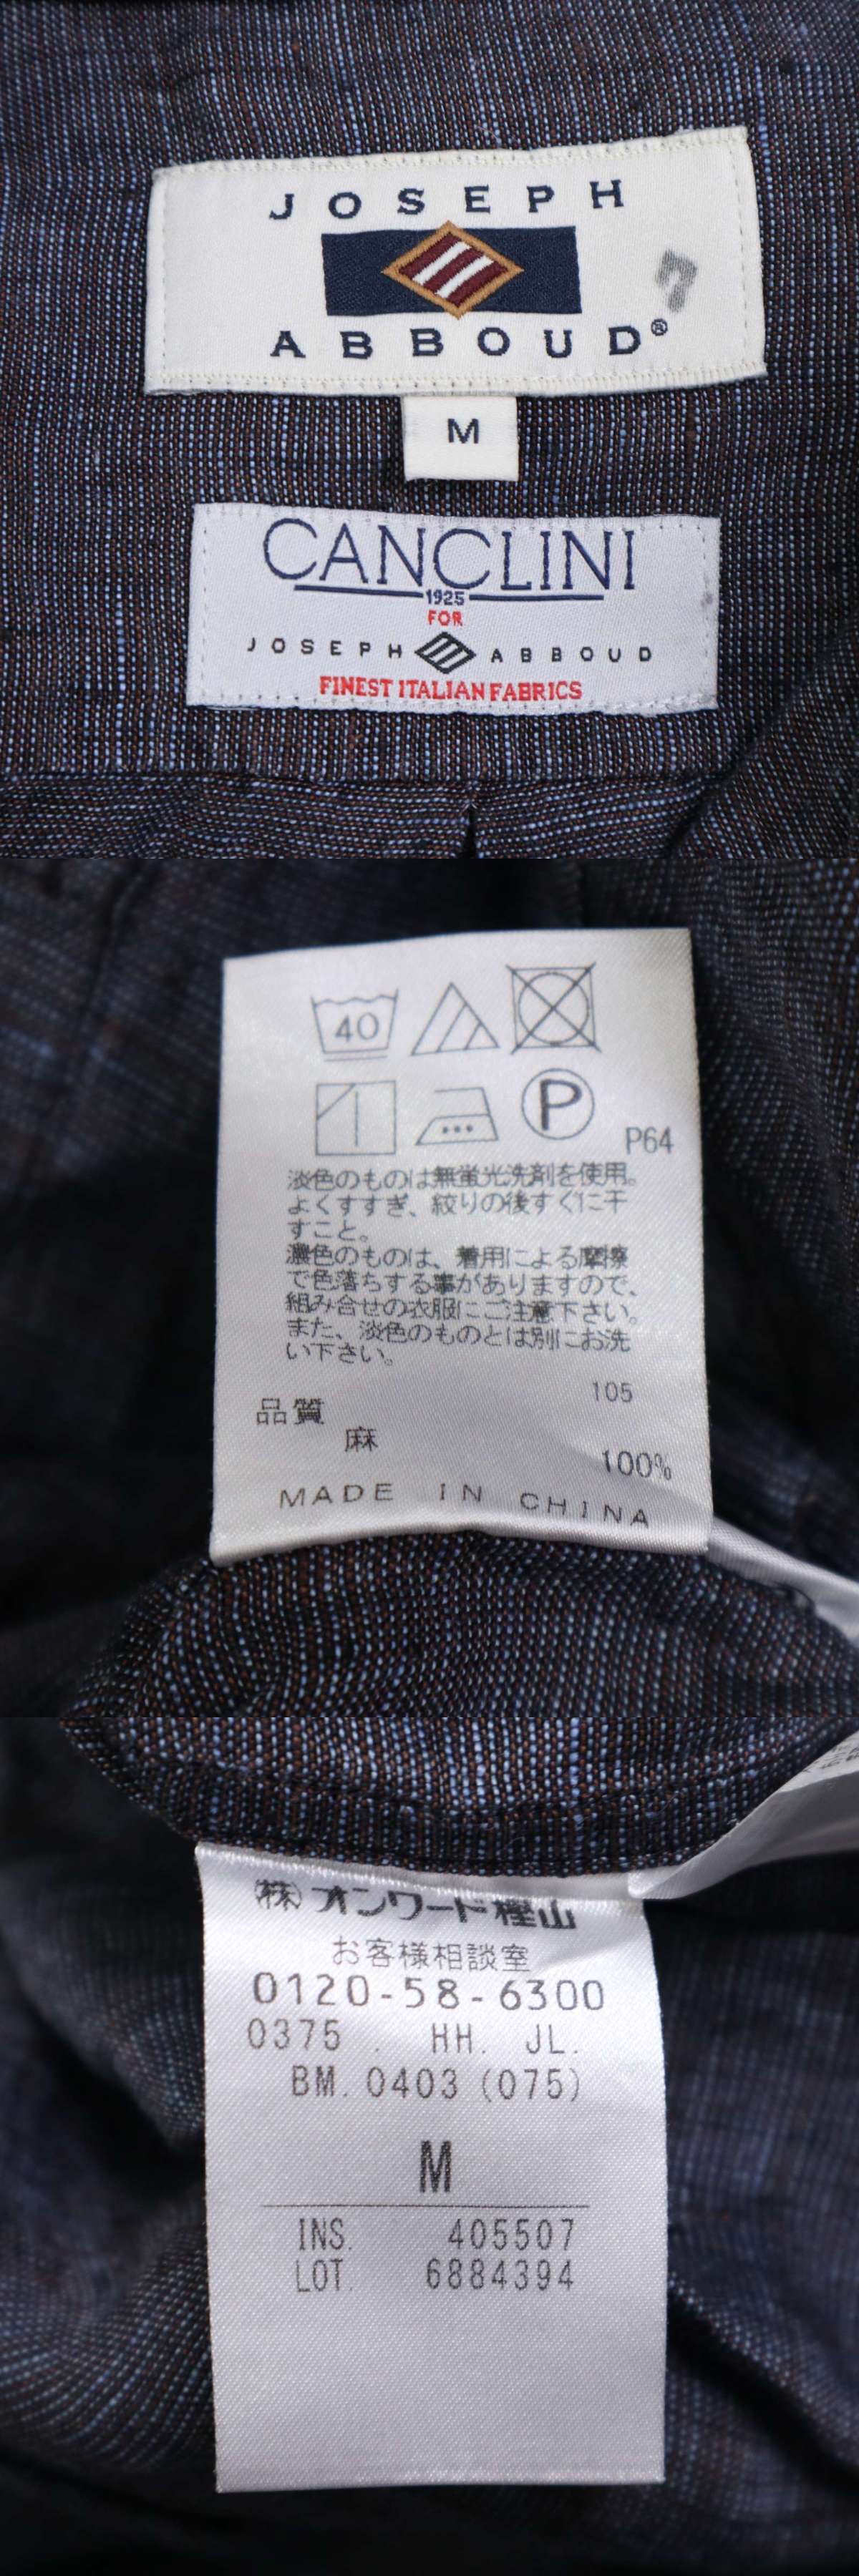 JOSEPH
7
ABBOUD®
M
CANCLINI
1925
FOR
JOSEPH ABBOUD
FINEST ITALIAN FABRICS
40
P
P64
淡色のものは無蛍光洗剤を使用。
よくすすぎ、絞りの後すぐに干
すこと。
濃色のものは、着用による摩擦
で色落ちする事がありますので、
組み合せの衣服にご注意下さい。
また、淡色のものとは別にお洗
い下さい。
105
品質
麻
100%
MADE IN CHINA
(株)オンワード樫山
お客様相談室
0120-58-6300
0375 . HH. JL.
BM. 0403 (075)
M
INS. 405507
LOT. 6884394